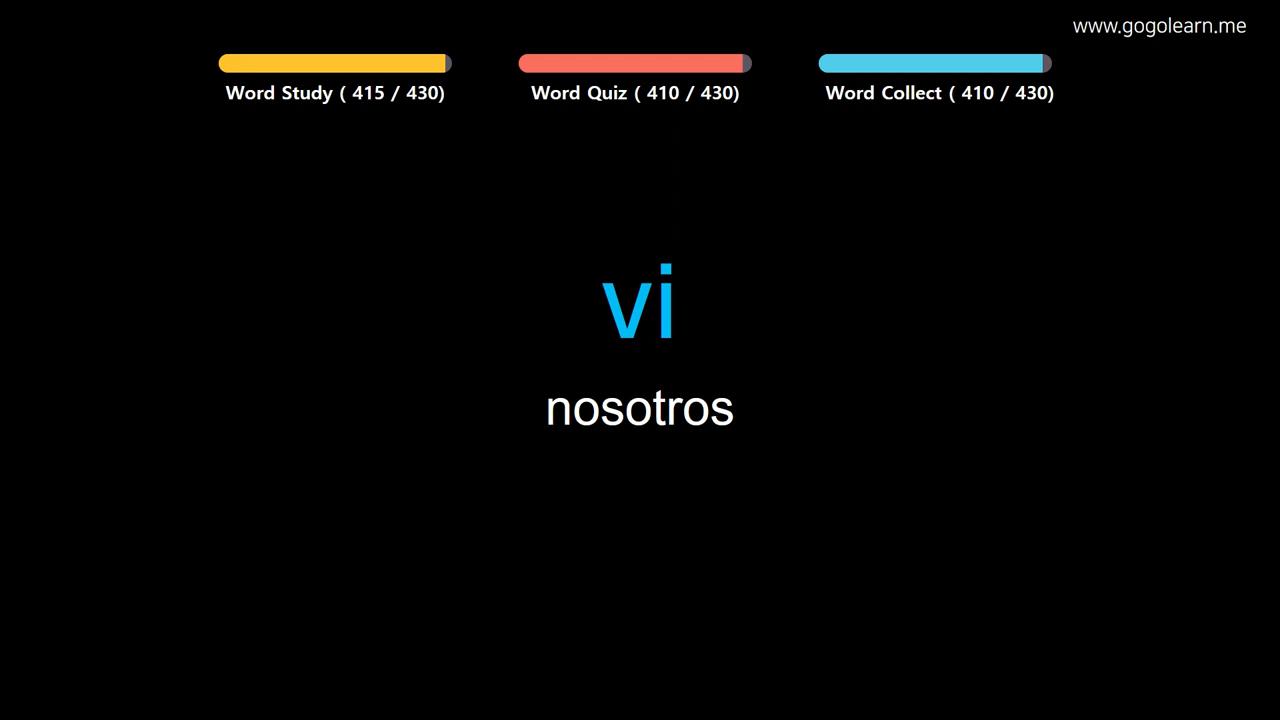 www.gogolearn.me
Word Study ( 415 / 430)
Word Quiz ( 410 / 430)
Word Collect ( 410 / 430)
vi
nosotros